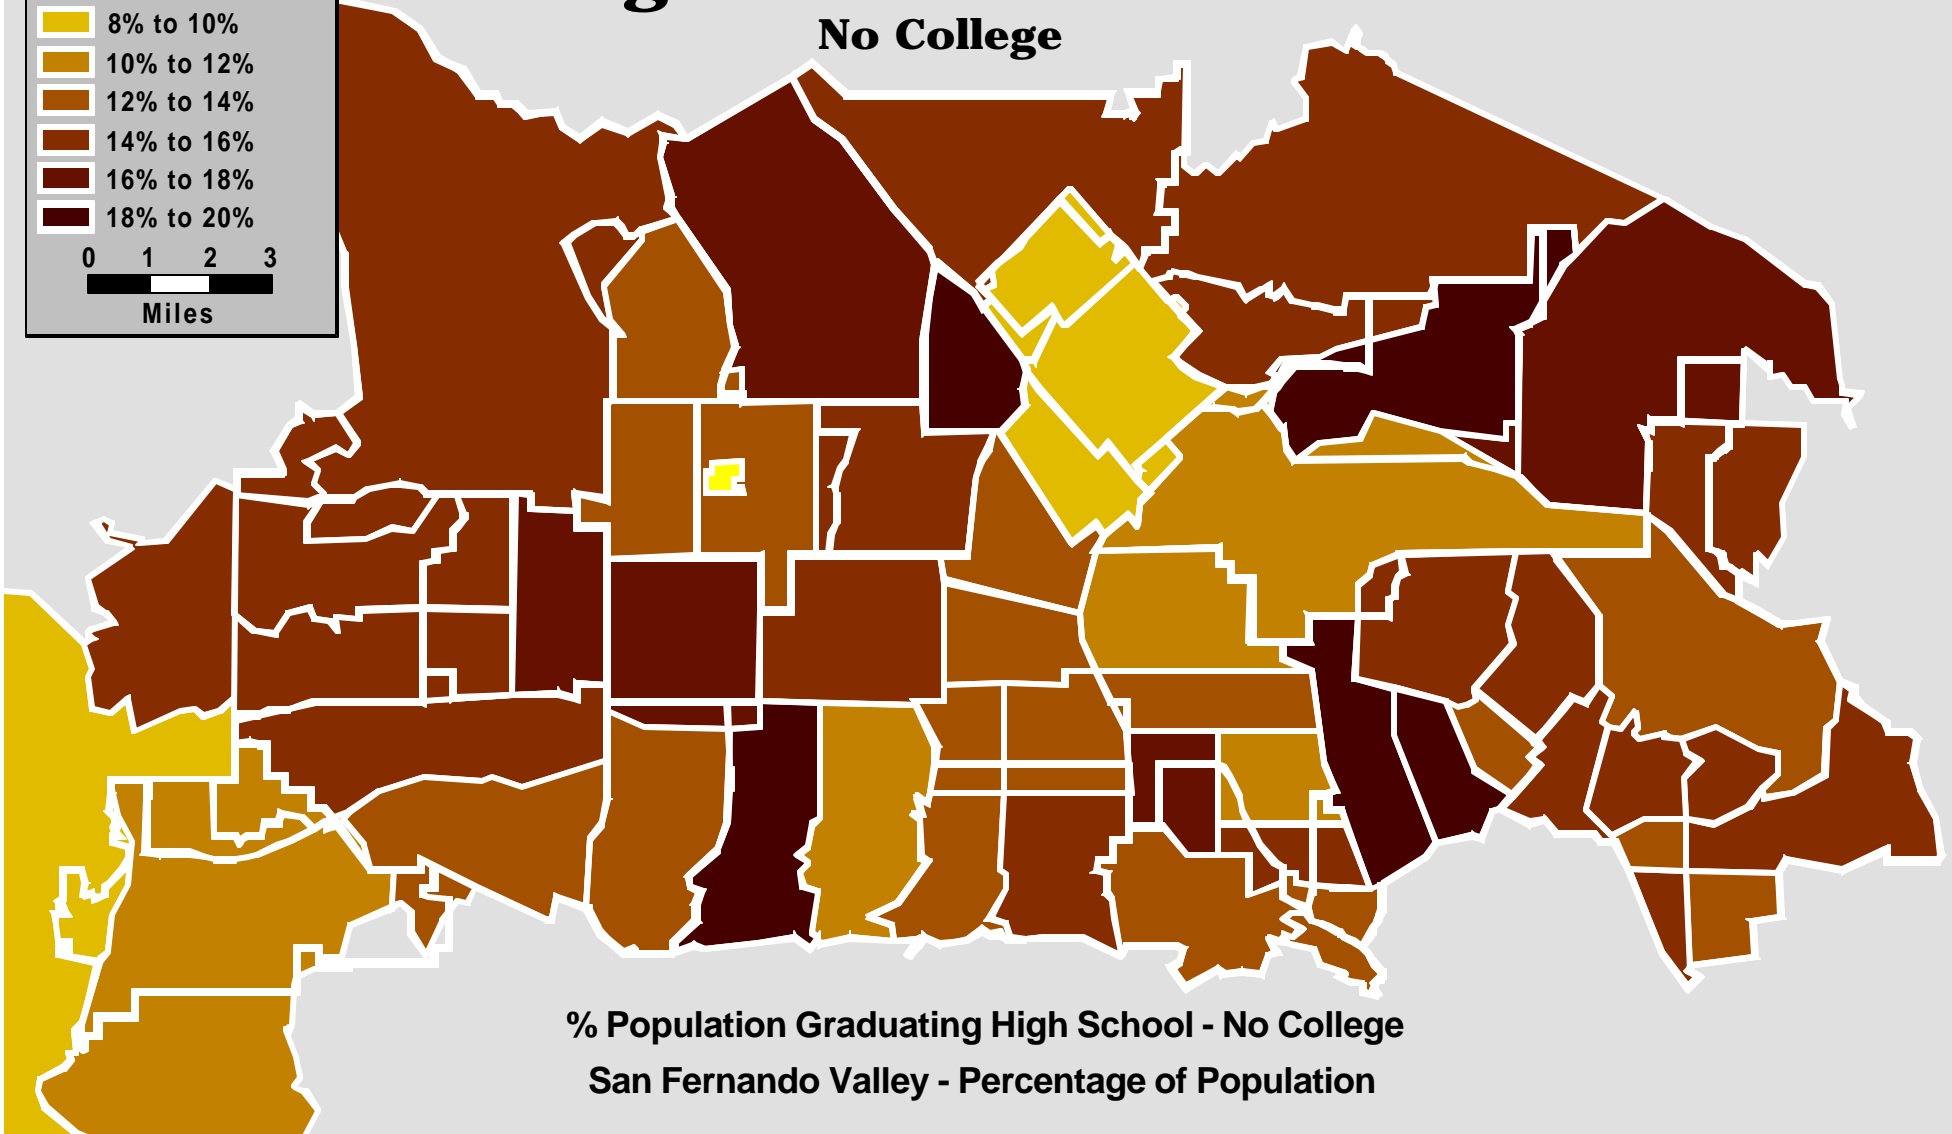 No College
8% to 10%
10% to 12%
12% to 14%
14% to 16%
16% to 18%
18% to 20%
0 1 2 3
Miles
% Population Graduating High School - No College
San Fernando Valley - Percentage of Population